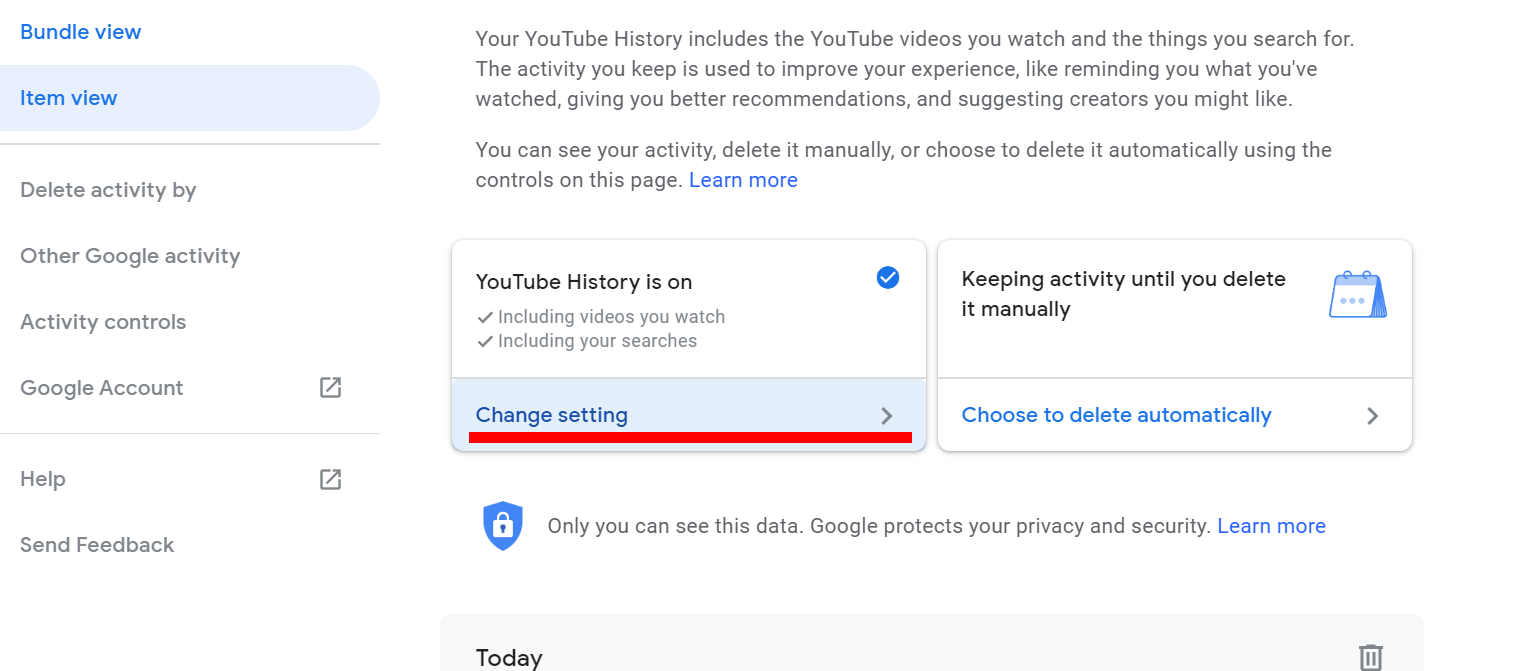 Bundle view
Item view
Delete activity by
Other Google activity
Activity controls
Google Account
Help
Send Feedback
Your YouTube History includes the YouTube videos you watch and the things you search for.
The activity you keep is used to improve your experience, like reminding you what you've
watched, giving you better recommendations, and suggesting creators you might like.
You can see your activity, delete it manually, or choose to delete it automatically using the
controls on this page. Learn more
YouTube History is on
Including videos you watch
Including your searches
Change setting
Keeping activity until you delete
it manually
Choose to delete automatically
Only you can see this data. Google protects your privacy and security. Learn more
Today